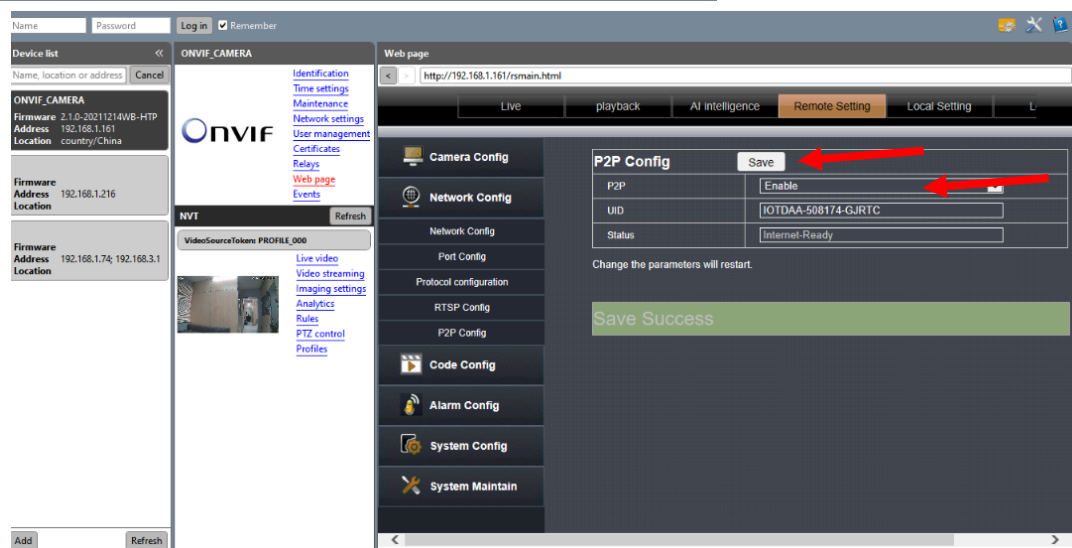 Name
Password
Log in
Remember
Device list
«
Name, location or address
Cancel
ONVIF_CAMERA
Firmware 2.1.0-20211214WB-HTP
Address 192.168.1.161
Location country/China
Firmware
Address 192.168.1.216
Location
Firmware
Address 192.168.1.74; 192.168.3.1
Location
Add
Refresh
ONVIF_CAMERA
ONVIF
Identification
Time settings
Maintenance
Network settings
User management
Certificates
Relays
Web page
Events
NVT
Refresh
VideoSourceToken: PROFILE_000
Live video
Video streaming
Imaging settings
Analytics
Rules
PTZ control
Profiles
Web page
< > http://192.168.1.161/rsmain.html
Live
playback
AI intelligence
Remote Setting
Local Setting
Camera Config
Network Config
Network Config
Port Config
Protocol configuration
RTSP Config
P2P Config
Code Config
Alarm Config
System Config
System Maintain
P2P Config
Save
P2P
Enable
UID
IOTDAA-508174-GJRTC
Status
Internet-Ready
Change the parameters will restart.
Save Success